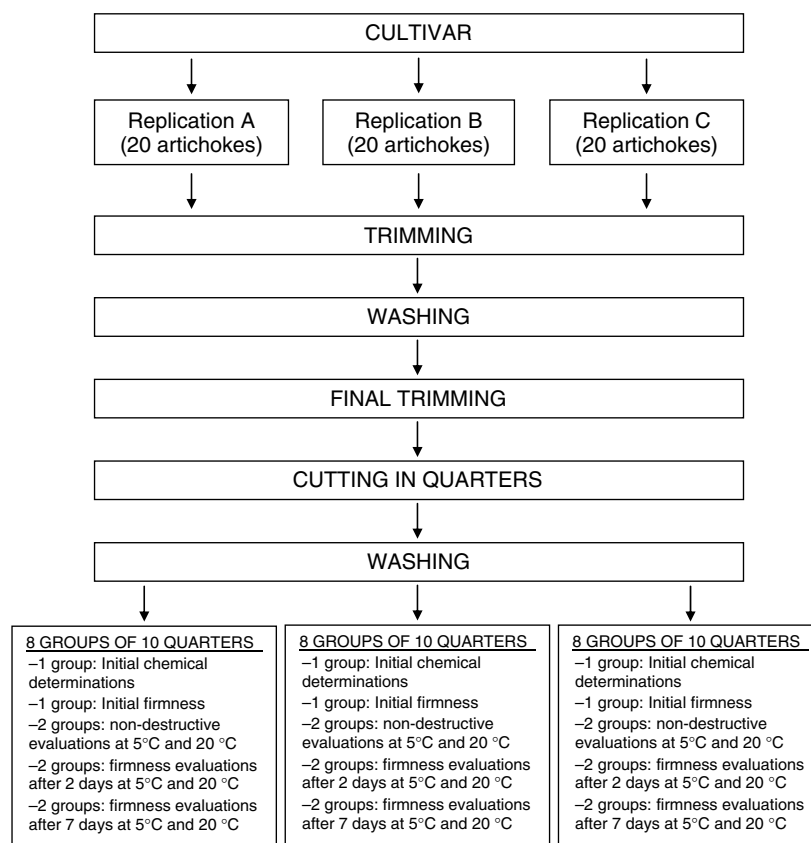 CULTIVAR
Replication A
(20 artichokes)
Replication B
(20 artichokes)
Replication C
(20 artichokes)
TRIMMING
WASHING
FINAL TRIMMING
CUTTING IN QUARTERS
WASHING
8 GROUPS OF 10 QUARTERS
–1 group: Initial chemical
determinations
–1 group: Initial firmness
–2 groups: non-destructive
evaluations at 5°C and 20 °C
–2 groups: firmness evaluations
after 2 days at 5°C and 20 °C
–2 groups: firmness evaluations
after 7 days at 5°C and 20 °C
8 GROUPS OF 10 QUARTERS
–1 group: Initial chemical
determinations
–1 group: Initial firmness
–2 groups: non-destructive
evaluations at 5°C and 20 °C
–2 groups: firmness evaluations
after 2 days at 5°C and 20 °C
–2 groups: firmness evaluations
after 7 days at 5°C and 20 °C
8 GROUPS OF 10 QUARTERS
–1 group: Initial chemical
determinations
–1 group: Initial firmness
–2 groups: non-destructive
evaluations at 5°C and 20 °C
–2 groups: firmness evaluations
after 2 days at 5°C and 20 °C
–2 groups: firmness evaluations
after 7 days at 5°C and 20 °C